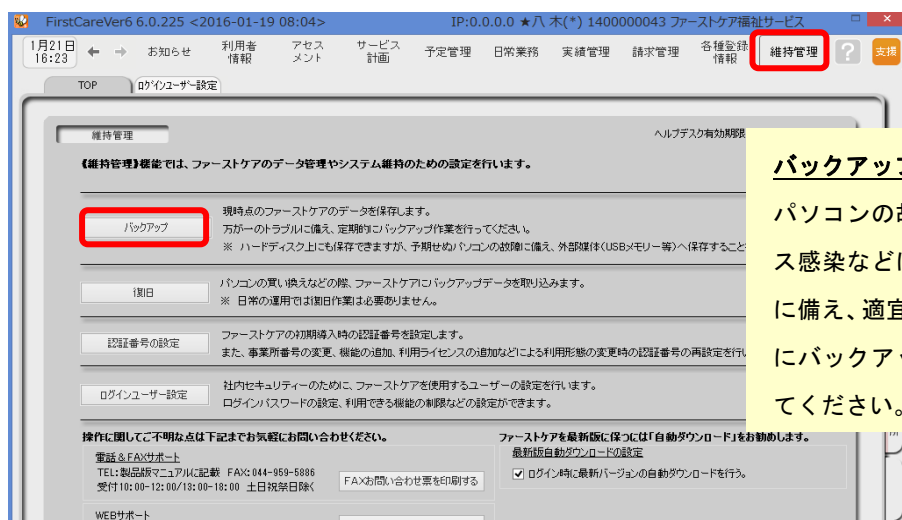 FirstCareVer6 6.0.225 <2016-01-19 08:04> IP:0.0.0.0 ★八 木(*) 1400000043 ファーストケア福祉サービス
1月21日
16:23
← → お知らせ 利用者情報 アセスメント サービス計画 予定管理 日常業務 実績管理 請求管理 各種登録情報 維持管理 ? 支援
TOP ログインユーザー設定
維持管理 ヘルプデスク有効期限
《維持管理》機能では、ファーストケアのデータ管理やシステム維持のための設定を行います。
バックアップ
現時点のファーストケアのデータを保存します。
万が一のトラブルに備え、定期的にバックアップ作業を行ってください。
※ ハードディスク上にも保存できますが、予期せぬパソコンの故障に備え、外部媒体(USBメモリー等)へ保存すること
復旧
パソコンの買い換えなどの際、ファーストケアにバックアップデータを取り込みます。
※ 日常の運用では復旧作業は必要ありません。
認証番号の設定
ファーストケアの初期導入時の認証番号を設定します。
また、事業所番号の変更、機能の追加、利用ライセンスの追加などによる利用形態の変更時の認証番号の再設定を行い
ログインユーザー設定
社内セキュリティーのために、ファーストケアを使用するユーザーの設定を行います。
ログインパスワードの設定、利用できる機能の制限などの設定ができます。
操作に関してご不明な点は下記までお気軽にお問い合わせください。
電話&FAXサポート
TEL:製品版マニュアルに記載 FAX:044-959-5886
受付10:00-12:00/13:00-18:00 土日祝祭日除く
FAXお問い合わせ票を印刷する
WEBサポート
ファーストケアを最新版に保つには「自動ダウンロード」をお勧めします。
最新版自動ダウンロードの設定
ログイン時に最新バージョンの自動ダウンロードを行う。
バックアップ
パソコンの故
ス感染などに
に備え、適宜
にバックア
てください。